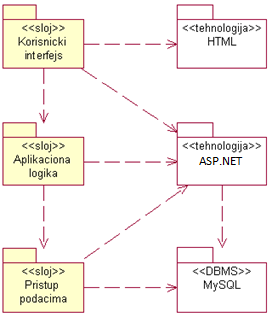 <<sloj>>
Korisnicki
interfejs
<<tehnologija>>
HTML
<<sloj>>
Aplikaciona
logika
<<tehnologija>>
ASP.NET
<<sloj>>
Pristup
podacima
<<DBMS>>
MySQL